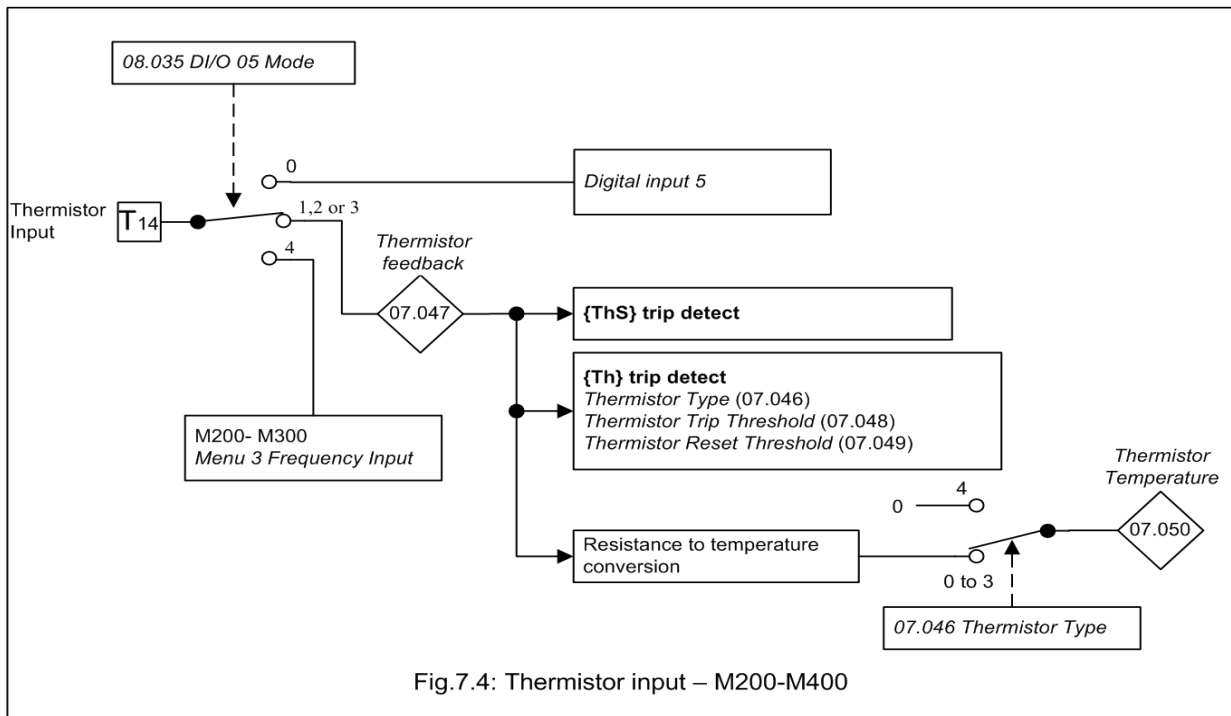 08.035 DI/O 05 Mode
0
Digital input 5
Thermistor
Input
T14
1,2 or 3
4
Thermistor
feedback
07.047
{ThS} trip detect
{Th} trip detect
Thermistor Type (07.046)
Thermistor Trip Threshold (07.048)
Thermistor Reset Threshold (07.049)
M200- M300
Menu 3 Frequency Input
Thermistor
Temperature
4
0
07.050
Resistance to temperature
conversion
0 to 3
07.046 Thermistor Type
Fig.7.4: Thermistor input – M200-M400